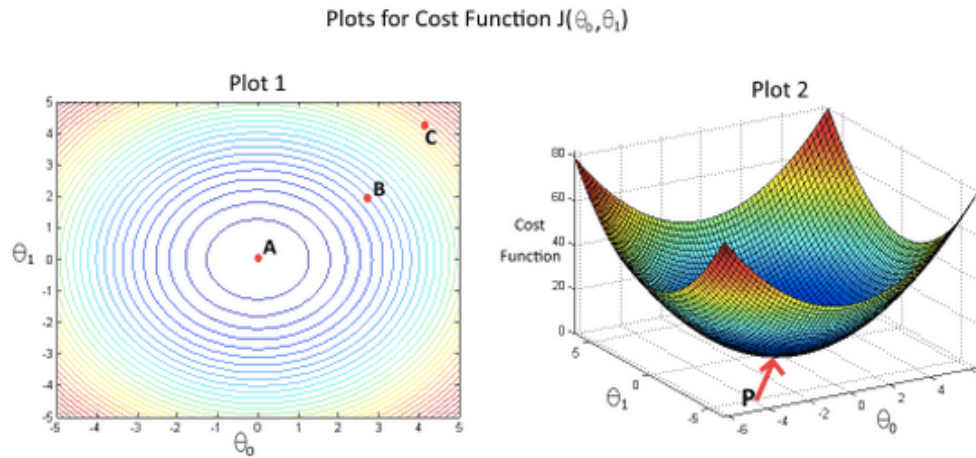 Plots for Cost Function J(θ₀,θ₁)
Plot 1
5
4
3
2
1
0
-1
-2
-3
-4
-5
θ₁
C
B
A
-5 -4 -3 -2 -1 0 1 2 3 4 5
θ₀
Plot 2
80
60
40
20
0
Cost
Function
5
0
-5
θ₁
P
-6 -4 -2 0 2 4
θ₀